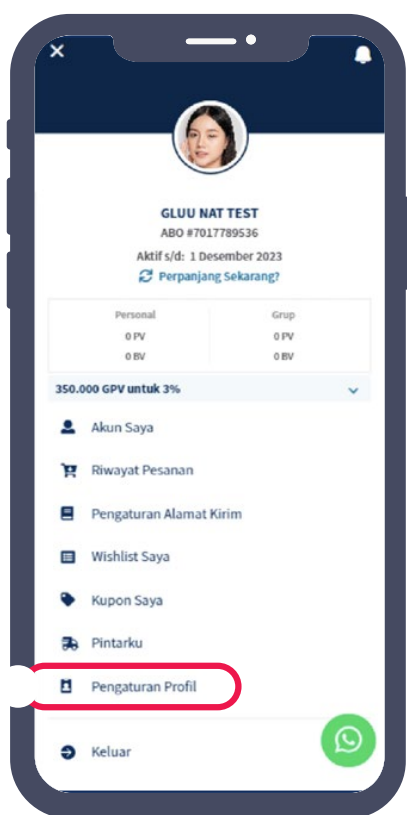 GLUU NAT TEST
ABO #7017789536
Aktif s/d: 1 Desember 2023
Perpanjang Sekarang?
Personal Grup
0 PV 0 PV
0 BV 0 BV
350.000 GPV untuk 3%
Akun Saya
Riwayat Pesanan
Pengaturan Alamat Kirim
Wishlist Saya
Kupon Saya
Pintarku
Pengaturan Profil
Keluar